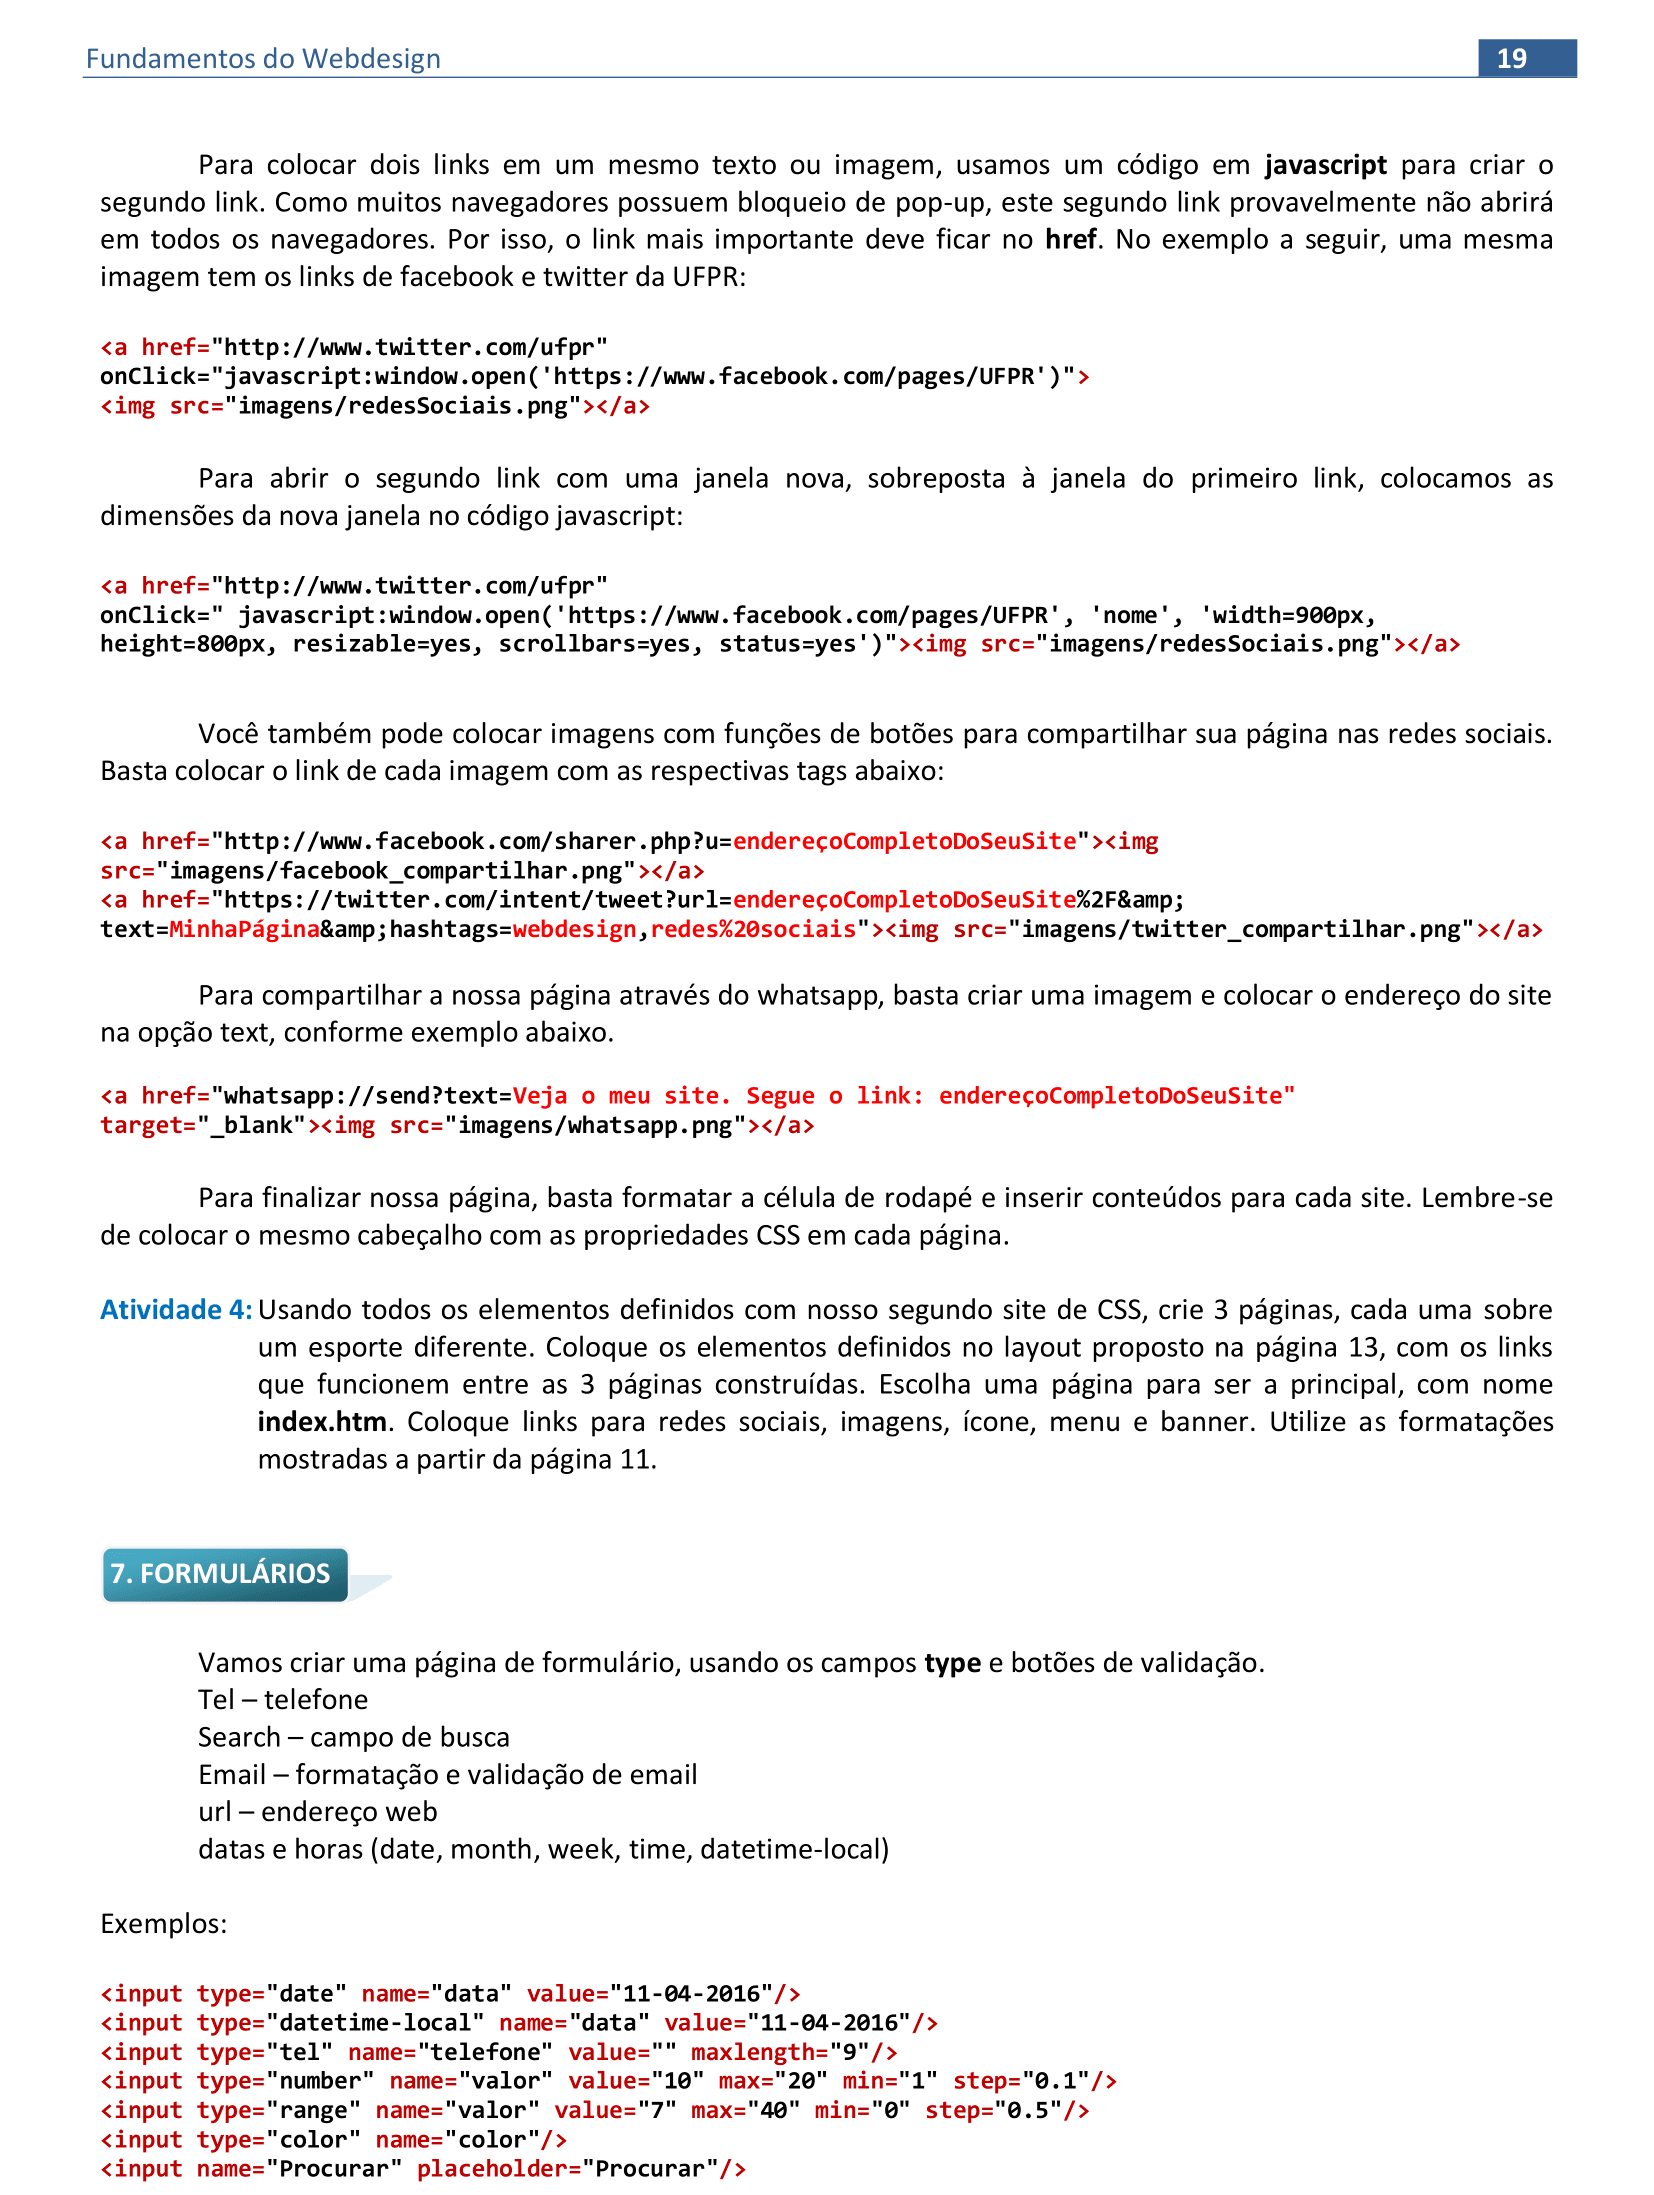 Fundamentos do Webdesign
19
Para colocar dois links em um mesmo texto ou imagem, usamos um código em javascript para criar o
segundo link. Como muitos navegadores possuem bloqueio de pop-up, este segundo link provavelmente não abrirá
em todos os navegadores. Por isso, o link mais importante deve ficar no href. No exemplo a seguir, uma mesma
imagem tem os links de facebook e twitter da UFPR:
<a href="http://www.twitter.com/ufpr"
onClick="javascript:window.open('https://www.facebook.com/pages/UFPR')">
<img src="imagens/redesSociais.png"></a>
Para abrir o segundo link com uma janela nova, sobreposta à janela do primeiro link, colocamos as
dimensões da nova janela no código javascript:
<a href="http://www.twitter.com/ufpr"
onClick=" javascript:window.open('https://www.facebook.com/pages/UFPR', 'nome', 'width=900px,
height=800px, resizable=yes, scrollbars=yes, status=yes')"><img src="imagens/redesSociais.png"></a>
Você também pode colocar imagens com funções de botões para compartilhar sua página nas redes sociais.
Basta colocar o link de cada imagem com as respectivas tags abaixo:
<a href="http://www.facebook.com/sharer.php?u=endereçoCompletoDoSeuSite"><img
src="imagens/facebook_compartilhar.png"></a>
<a href="https://twitter.com/intent/tweet?url=endereçoCompletoDoSeuSite%2F&amp;
text=MinhaPágina&amp;hashtags=webdesign,redes%20sociais"><img src="imagens/twitter_compartilhar.png"></a>
Para compartilhar a nossa página através do whatsapp, basta criar uma imagem e colocar o endereço do site
na opção text, conforme exemplo abaixo.
<a href="whatsapp://send?text=Veja o meu site. Segue o link: endereçoCompletoDoSeuSite"
target="_blank"><img src="imagens/whatsapp.png"></a>
Para finalizar nossa página, basta formatar a célula de rodapé e inserir conteúdos para cada site. Lembre-se
de colocar o mesmo cabeçalho com as propriedades CSS em cada página.
Atividade 4: Usando todos os elementos definidos com nosso segundo site de CSS, crie 3 páginas, cada uma sobre
um esporte diferente. Coloque os elementos definidos no layout proposto na página 13, com os links
que funcionem entre as 3 páginas construídas. Escolha uma página para ser a principal, com nome
index.htm. Coloque links para redes sociais, imagens, ícone, menu e banner. Utilize as formatações
mostradas a partir da página 11.
7. FORMULÁRIOS
Vamos criar uma página de formulário, usando os campos type e botões de validação.
Tel – telefone
Search – campo de busca
Email – formatação e validação de email
url – endereço web
datas e horas (date, month, week, time, datetime-local)
Exemplos:
<input type="date" name="data" value="11-04-2016"/>
<input type="datetime-local" name="data" value="11-04-2016"/>
<input type="tel" name="telefone" value="" maxlength="9"/>
<input type="number" name="valor" value="10" max="20" min="1" step="0.1"/>
<input type="range" name="valor" value="7" max="40" min="0" step="0.5"/>
<input type="color" name="color"/>
<input name="Procurar" placeholder="Procurar"/>